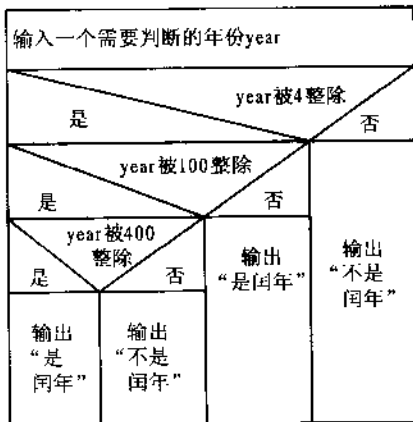 输入一个需要判断的年份year
year被4整除
是
否
year被100整除
是
否
year被400
整除
是
否
输出
“是
闰年”
输出
“不是
闰年”
输出
“是闰年”
输出
“不是
闰年”